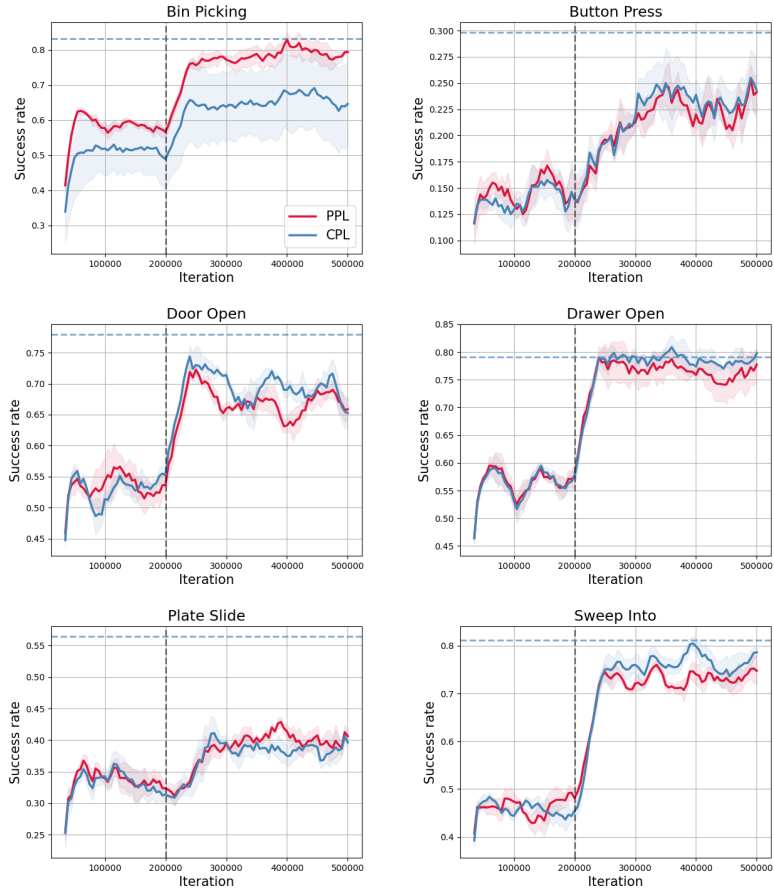 Bin Picking
Success rate
0.8
0.7
0.6
0.5
0.4
0.3
PPL
CPL
100000 200000 300000 400000 500000
Iteration
Button Press
Success rate
0.300
0.275
0.250
0.225
0.200
0.175
0.150
0.125
0.100
100000 200000 300000 400000 500000
Iteration
Door Open
Success rate
0.75
0.70
0.65
0.60
0.55
0.50
0.45
100000 200000 300000 400000 500000
Iteration
Drawer Open
Success rate
0.85
0.80
0.75
0.70
0.65
0.60
0.55
0.50
0.45
100000 200000 300000 400000 500000
Iteration
Plate Slide
Success rate
0.55
0.50
0.45
0.40
0.35
0.30
0.25
100000 200000 300000 400000 500000
Iteration
Sweep Into
Success rate
0.8
0.7
0.6
0.5
0.4
100000 200000 300000 400000 500000
Iteration